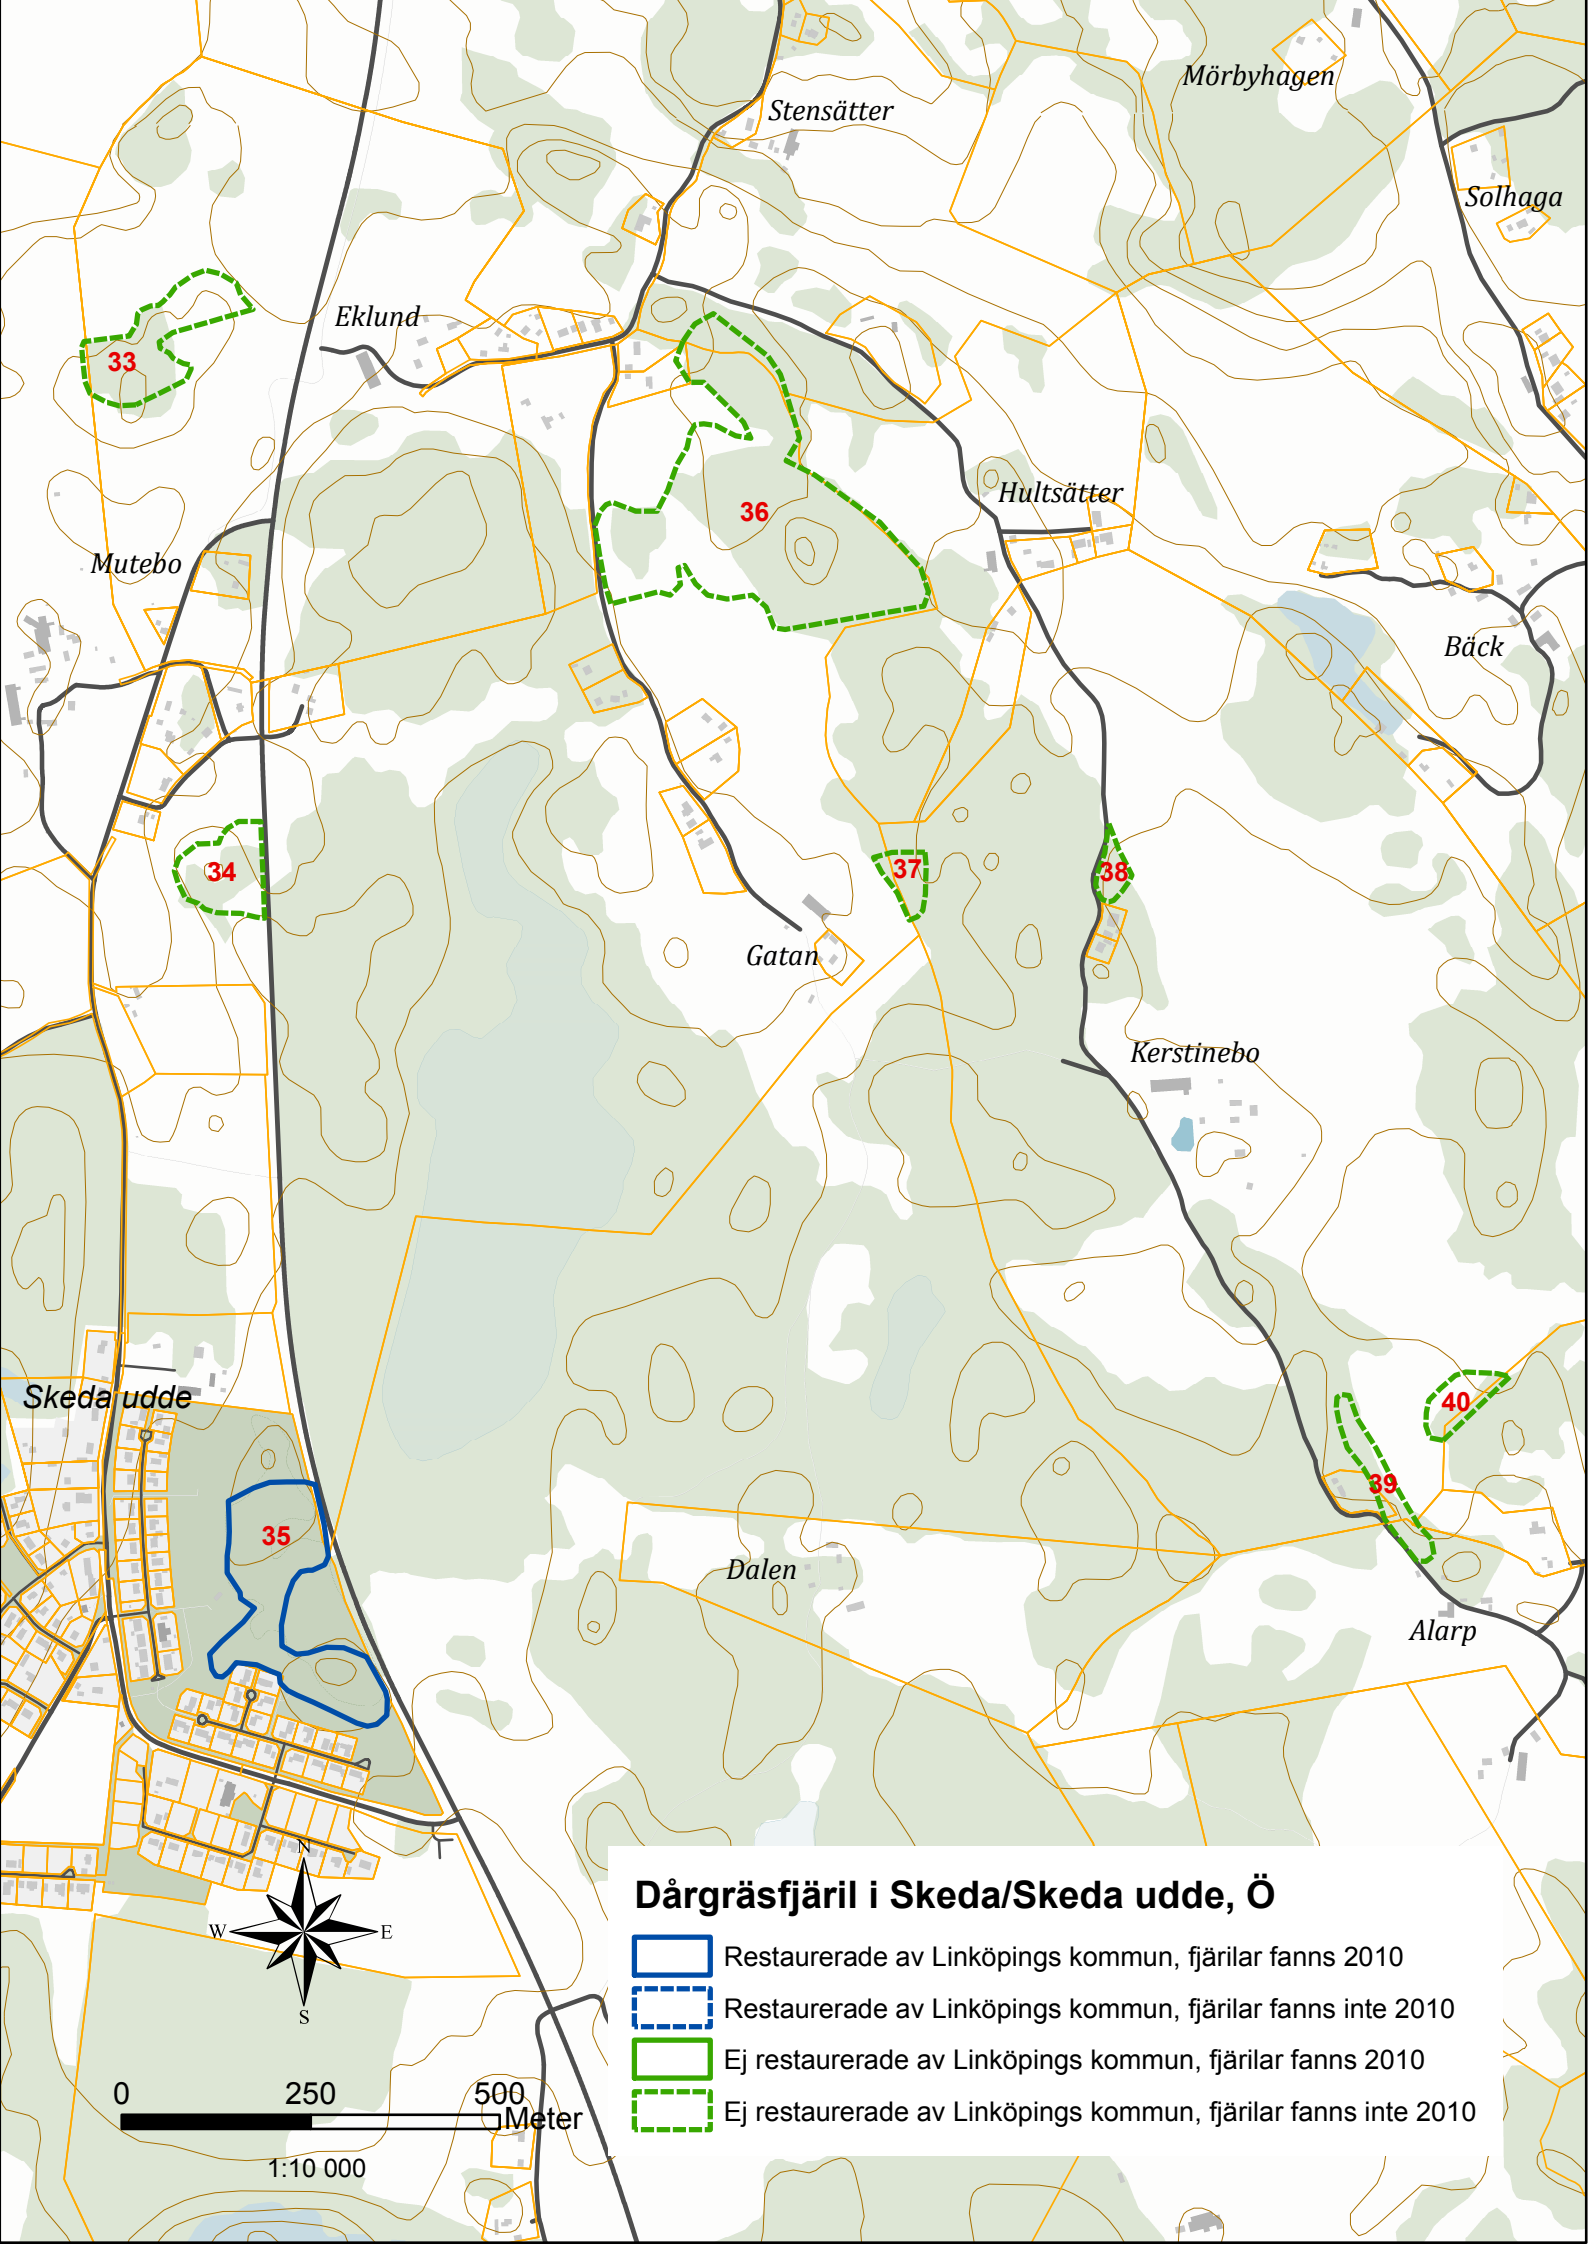 Mörbyhagen
Stensätter
Solhaga
Eklund
33
Hultsätter
36
Mutebo
Bäck
34
37
38
Gatan
Kerstinebo
Skeda udde
40
39
35
Dalen
Alarp
N
W
E
S
Dårgräsfjäril i Skeda/Skeda udde, Ö
Restaurerade av Linköpings kommun, fjärilar fanns 2010
Restaurerade av Linköpings kommun, fjärilar fanns inte 2010
Ej restaurerade av Linköpings kommun, fjärilar fanns 2010
Ej restaurerade av Linköpings kommun, fjärilar fanns inte 2010
0 250 500
Meter
1:10 000